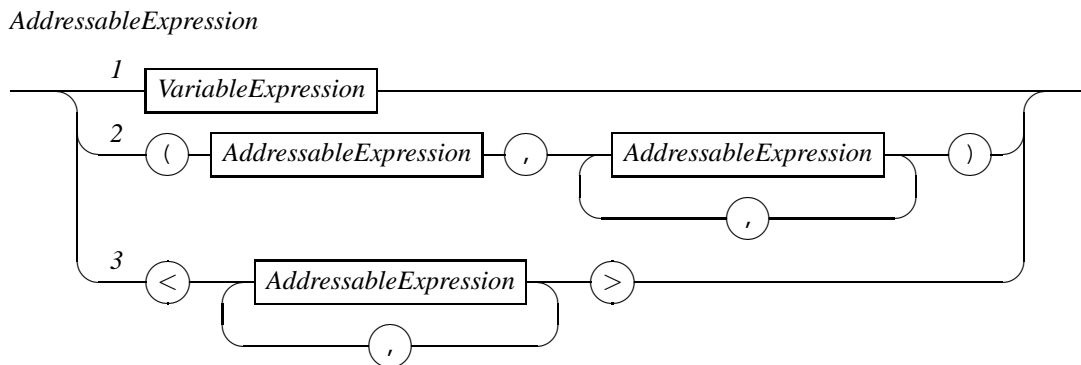 AddressableExpression
1 VariableExpression
2 ( AddressableExpression , AddressableExpression )
,
3 < AddressableExpression >
,